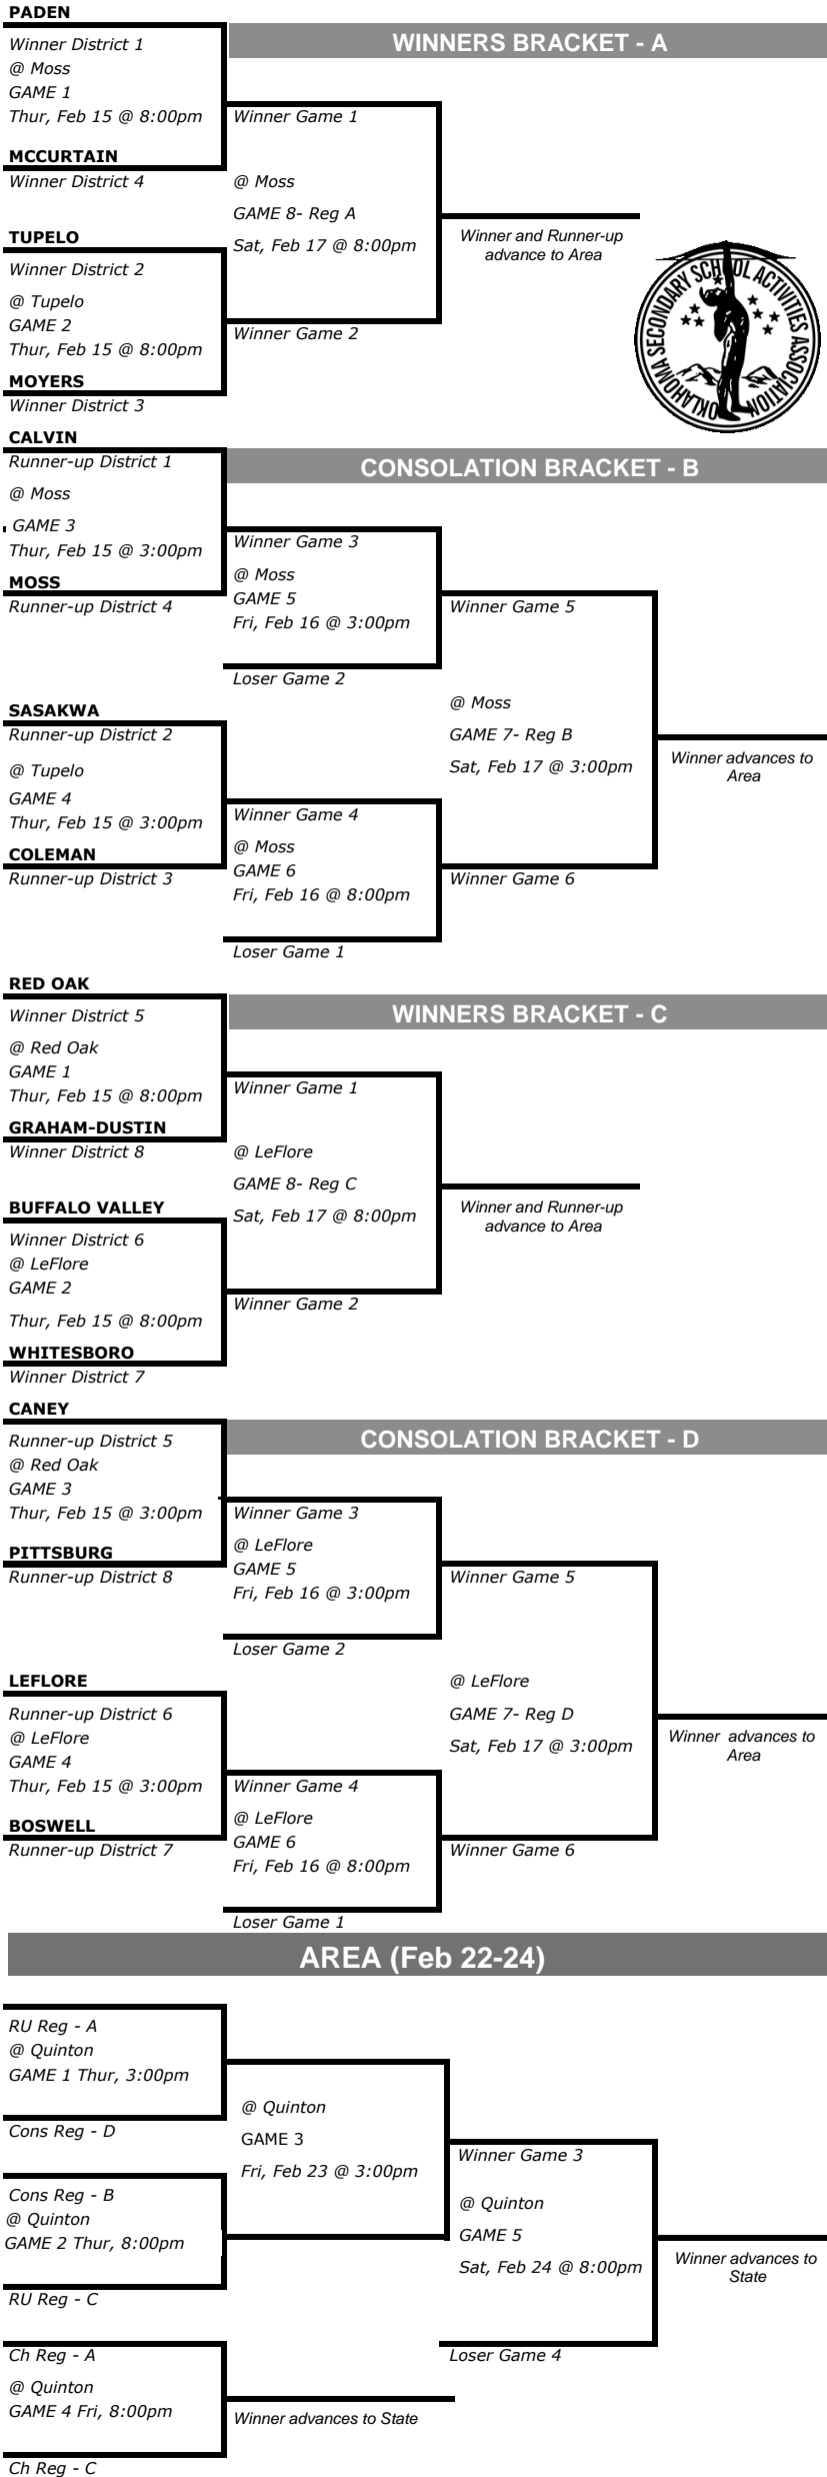 PADEN
WINNERS BRACKET - A
Winner District 1
@ Moss
GAME 1
Thur, Feb 15 @ 8:00pm
Winner Game 1
MCCURTAIN
Winner District 4
@ Moss
GAME 8- Reg A
Sat, Feb 17 @ 8:00pm
Winner and Runner-up
advance to Area
TUPELO
Winner District 2
@ Tupelo
GAME 2
Thur, Feb 15 @ 8:00pm
Winner Game 2
MOYERS
Winner District 3
OKLAHOMA SECONDARY SCHOOL ACTIVITIES ASSOCIATION
CALVIN
Runner-up District 1
CONSOLATION BRACKET - B
@ Moss
GAME 3
Thur, Feb 15 @ 3:00pm
Winner Game 3
MOSS
Runner-up District 4
@ Moss
GAME 5
Fri, Feb 16 @ 3:00pm
Winner Game 5
Loser Game 2
SASAKWA
Runner-up District 2
@ Moss
GAME 7- Reg B
Sat, Feb 17 @ 3:00pm
Winner advances to
Area
@ Tupelo
GAME 4
Thur, Feb 15 @ 3:00pm
Winner Game 4
COLEMAN
Runner-up District 3
@ Moss
GAME 6
Fri, Feb 16 @ 8:00pm
Winner Game 6
Loser Game 1
RED OAK
WINNERS BRACKET - C
Winner District 5
@ Red Oak
GAME 1
Thur, Feb 15 @ 8:00pm
Winner Game 1
GRAHAM-DUSTIN
Winner District 8
@ LeFlore
GAME 8- Reg C
Sat, Feb 17 @ 8:00pm
Winner and Runner-up
advance to Area
BUFFALO VALLEY
Winner District 6
@ LeFlore
GAME 2
Thur, Feb 15 @ 8:00pm
Winner Game 2
WHITESBORO
Winner District 7
CANEY
CONSOLATION BRACKET - D
Runner-up District 5
@ Red Oak
GAME 3
Thur, Feb 15 @ 3:00pm
Winner Game 3
PITTSBURG
Runner-up District 8
@ LeFlore
GAME 5
Fri, Feb 16 @ 3:00pm
Winner Game 5
Loser Game 2
LEFLORE
@ LeFlore
GAME 7- Reg D
Sat, Feb 17 @ 3:00pm
Winner advances to
Area
Runner-up District 6
@ LeFlore
GAME 4
Thur, Feb 15 @ 3:00pm
Winner Game 4
BOSWELL
Runner-up District 7
@ LeFlore
GAME 6
Fri, Feb 16 @ 8:00pm
Winner Game 6
Loser Game 1
AREA (Feb 22-24)
RU Reg - A
@ Quinton
GAME 1 Thur, 3:00pm
Cons Reg - D
@ Quinton
GAME 3
Fri, Feb 23 @ 3:00pm
Winner Game 3
Cons Reg - B
@ Quinton
GAME 2 Thur, 8:00pm
RU Reg - C
@ Quinton
GAME 5
Sat, Feb 24 @ 8:00pm
Winner advances to
State
Loser Game 4
Ch Reg - A
@ Quinton
GAME 4 Fri, 8:00pm
Winner advances to State
Ch Reg - C